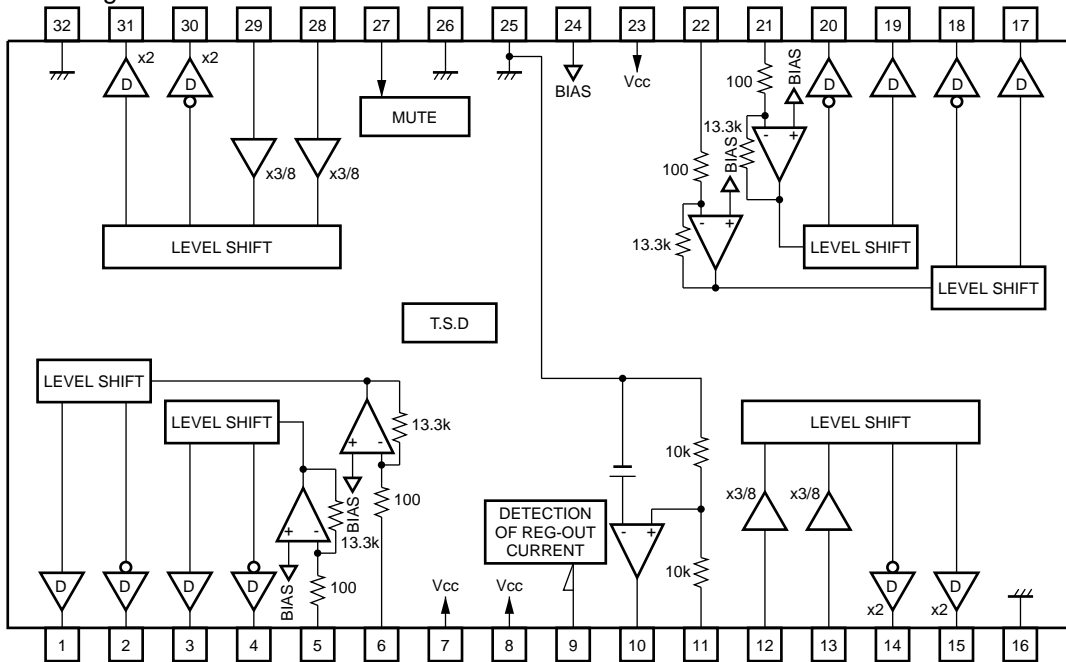 32 31 30 29 28 27 26 25 24 23 22 21 20 19 18 17
x2 x2
D D
BIAS Vcc
100 BIAS
D D D D
MUTE
13.3k
- +
BIAS
x3/8 x3/8
100
- +
13.3k
LEVEL SHIFT
LEVEL SHIFT
LEVEL SHIFT
T.S.D
LEVEL SHIFT
LEVEL SHIFT
13.3k
+ -
LEVEL SHIFT
10k
BIAS
100
x3/8 x3/8
DETECTION
OF REG-OUT
CURRENT
+ -
13.3k
- +
10k
D D D D
BIAS
100
Vcc Vcc
D D
x2 x2
1 2 3 4 5 6 7 8 9 10 11 12 13 14 15 16